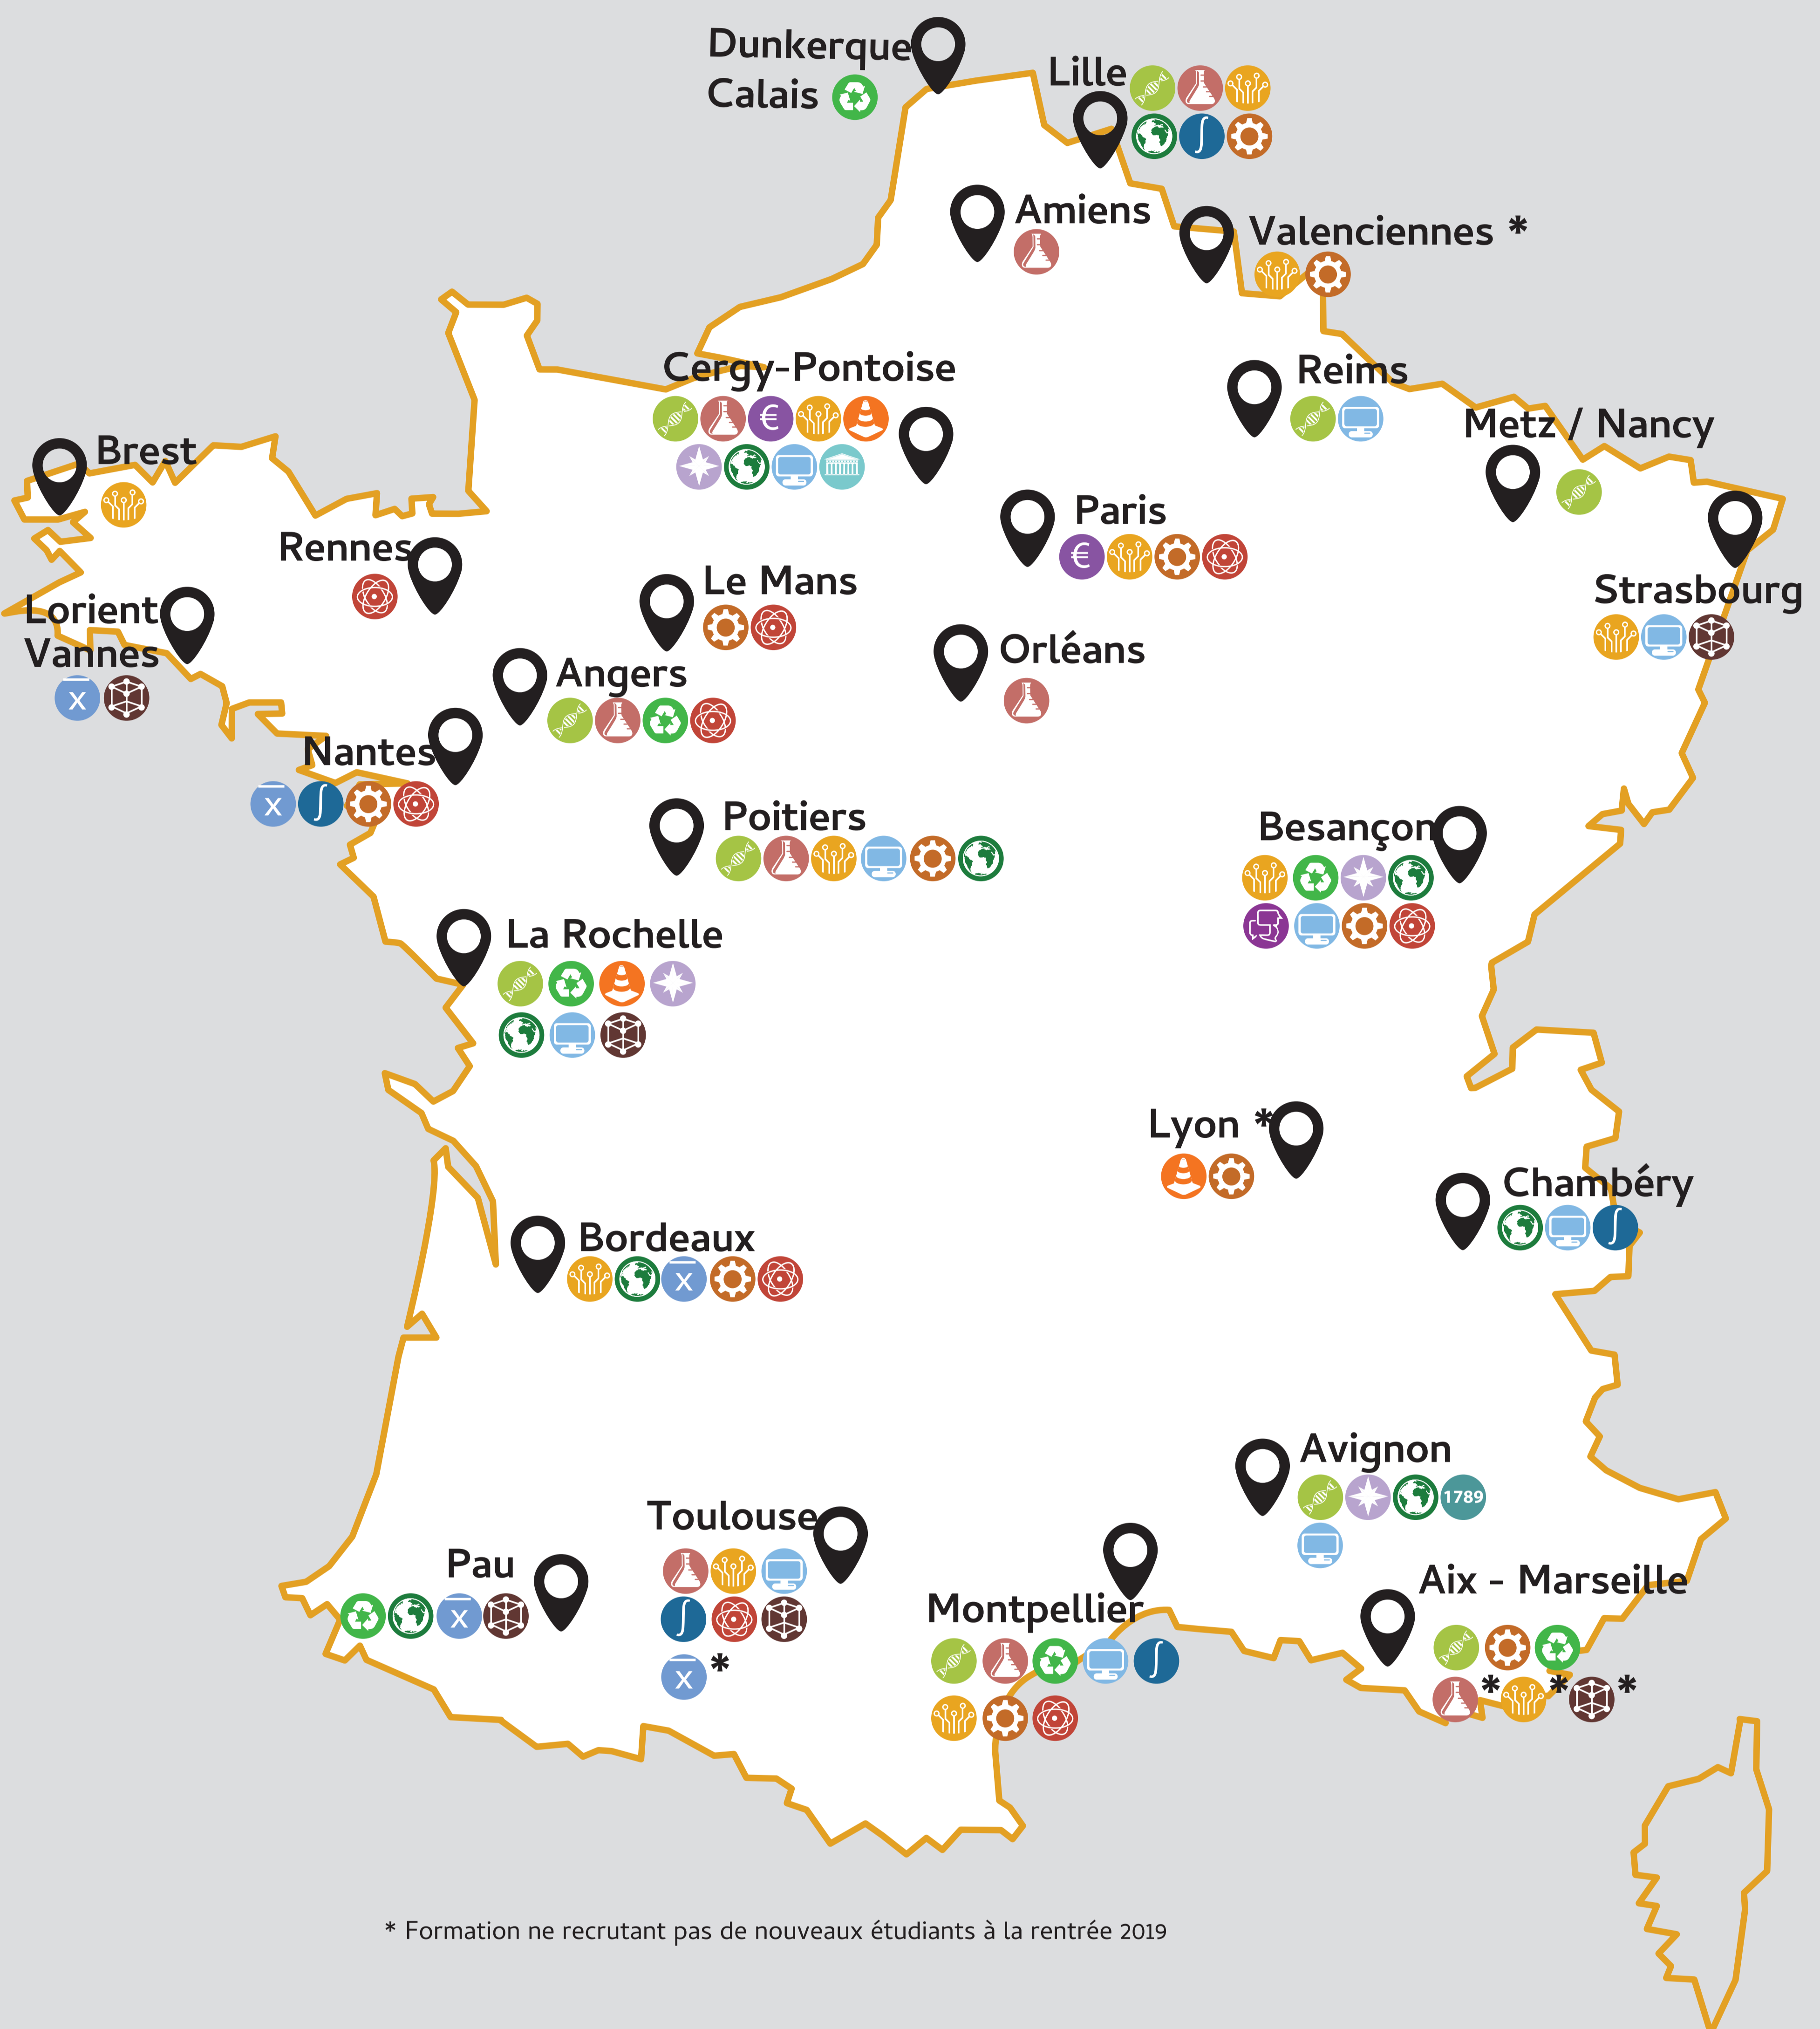 Dunkerque
Calais
Lille
Amiens
Valenciennes *
Cergy-Pontoise
€
Reims
Metz / Nancy
Brest
Paris
€
Rennes
Le Mans
Strasbourg
Lorient
Vannes
x
Orléans
Angers
Nantes
x ∫
∫
Poitiers
Besançon
La Rochelle
Lyon *
Chambéry
∫
Bordeaux
x
Avignon
1789
Toulouse
∫
x *
Pau
x
Montpellier
∫
Aix - Marseille
* * *
* Formation ne recrutant pas de nouveaux étudiants à la rentrée 2019